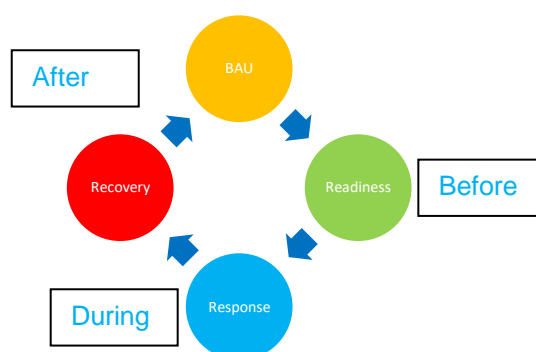 BAU
After
Recovery
Readiness
Before
During
Response